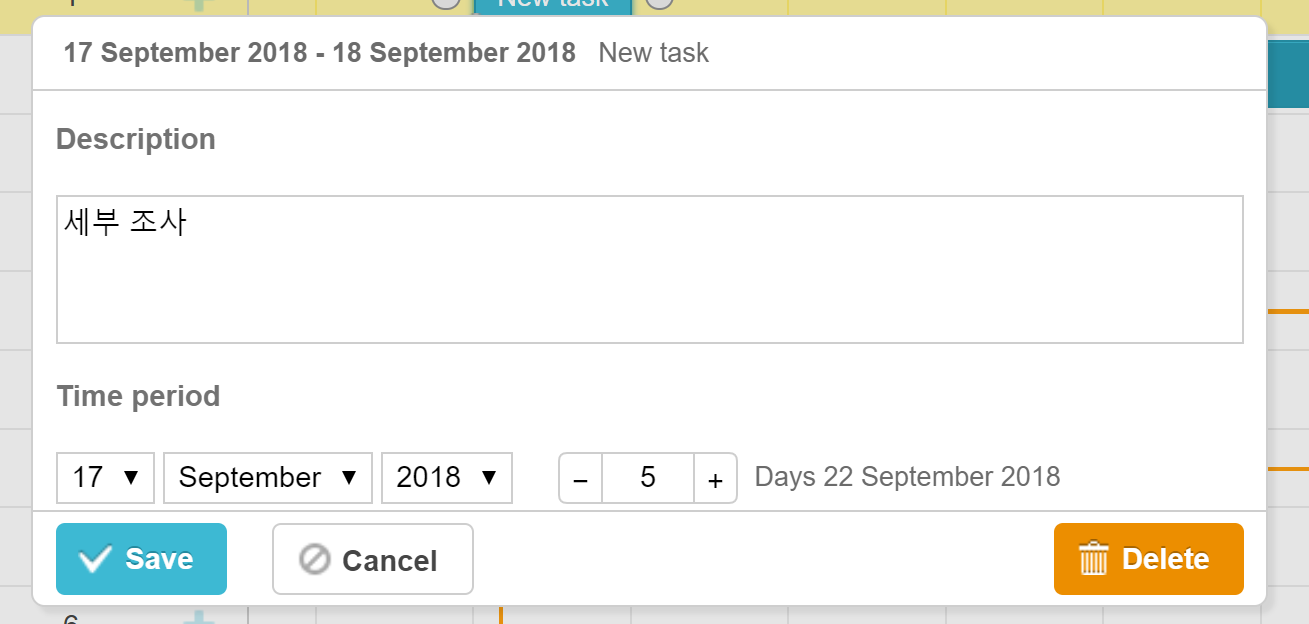 New task
17 September 2018 - 18 September 2018 New task
Description
세부 조사
Time period
17 September 2018 - 5 + Days 22 September 2018
Save Cancel Delete
6